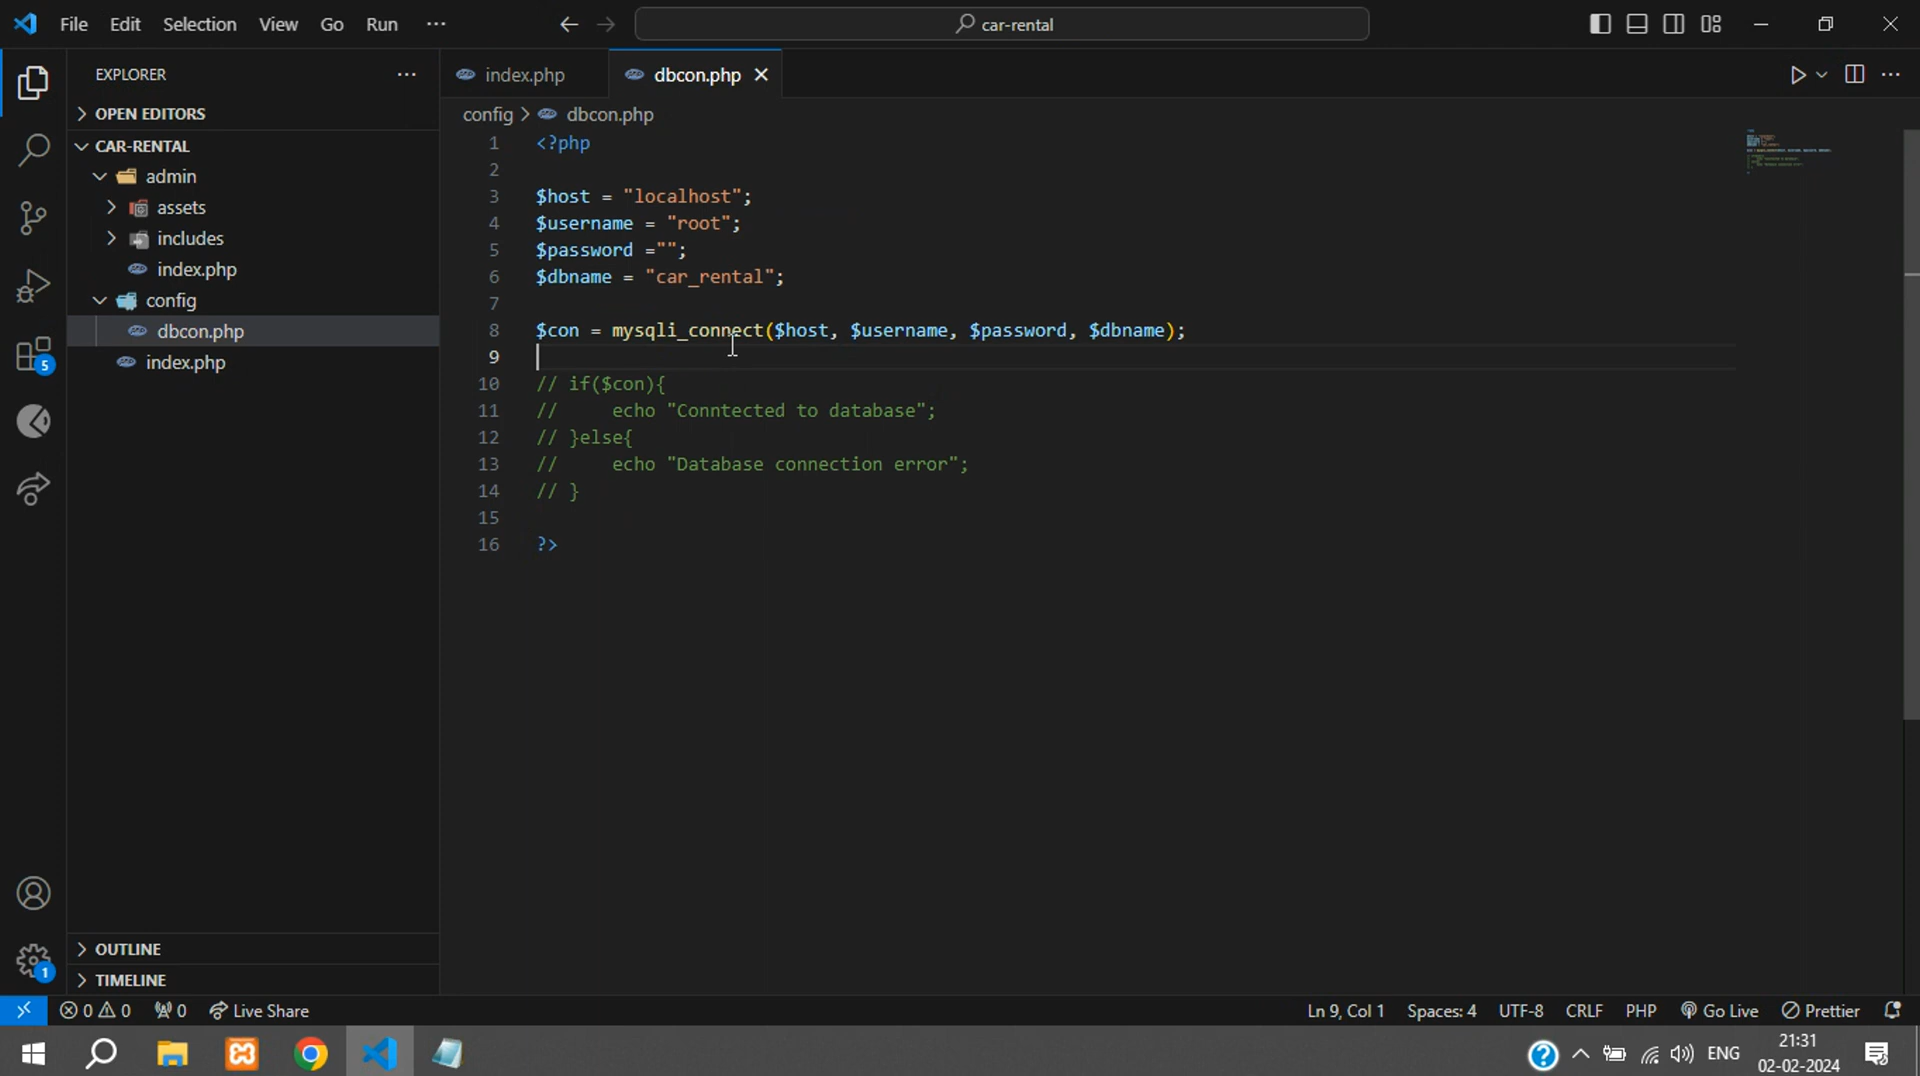 File Edit Selection View Go Run ··· car-rental
EXPLORER ···
OPEN EDITORS
CAR-RENTAL
admin
assets
includes
index.php
config
dbcon.php
index.php
OUTLINE
TIMELINE
5
1
index.php dbcon.php
config > dbcon.php
1 <?php
2
3 $host = "localhost";
4 $username = "root";
5 $password ="";
6 $dbname = "car_rental";
7
8 $con = mysqli_connect($host, $username, $password, $dbname);
9
10 // if($con){
11 //     echo "Conntected to database";
12 // }else{
13 //     echo "Database connection error";
14 // }
15
16 ?>
0 0 0 Live Share Ln 9, Col 1 Spaces: 4 UTF-8 CRLF PHP Go Live Prettier
ENG 21:31
02-02-2024